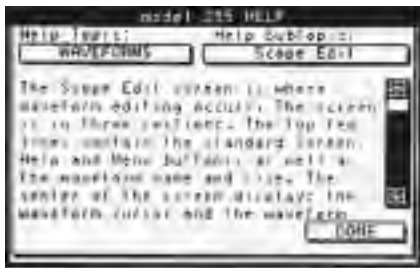 model 295 HELP
Help Topic: Help SubTopic:
WAVEFORMS Scope Edit
The Scope Edit screen is where
waveform editing occurs. The screen
is in three sections. The top few
lines contain the standard Screen,
Help and Menu buttons as well as
the waveform name and size. The
center of the screen displays the
waveform cursor and the waveform
DONE